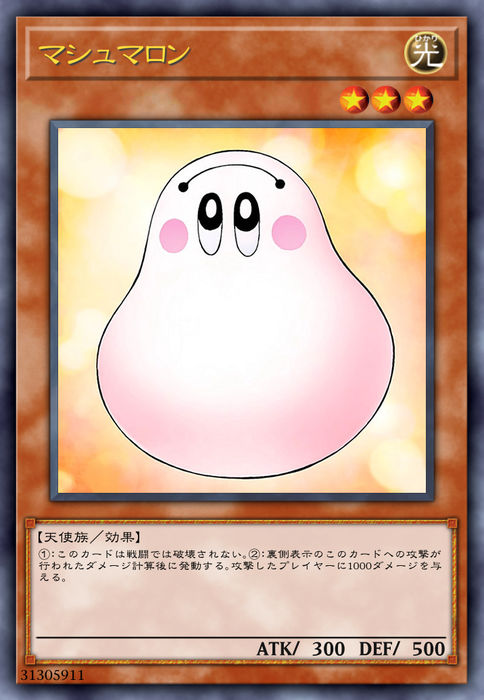 マシュマロン
光
ひかり
【天使族／効果】
①:このカードは戦闘では破壊されない。②:裏側表示のこのカードへの攻撃が
行われたダメージ計算後に発動する。攻撃したプレイヤーに1000ダメージを与
える。
ATK/ 300 DEF/ 500
31305911